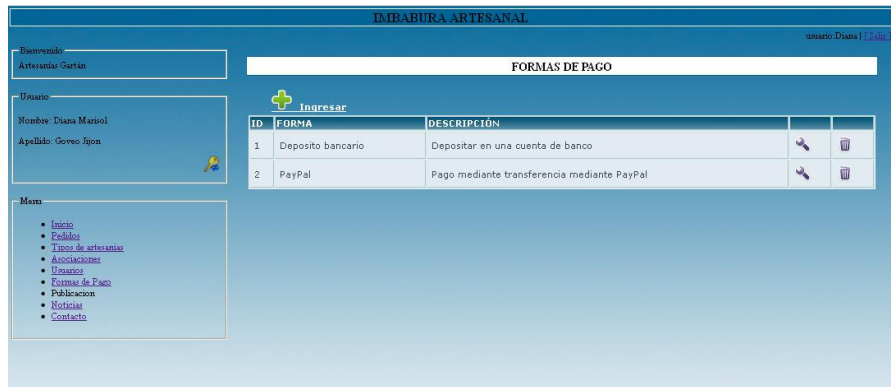 IMBABURA ARTESANAL
usuario:Diana | [ Salir ]
Bienvenido
Artesanías Gartán
FORMAS DE PAGO
Usuario
Nombre: Diana Marisol
Apellido: Goveo Jijon
Ingresar
ID FORMA DESCRIPCIÓN
1 Deposito bancario Depositar en una cuenta de banco
2 PayPal Pago mediante transferencia mediante PayPal
Menu
Inicio
Pedidos
Tipos de artesanías
Asociaciones
Usuarios
Formas de Pago
Publicacion
Noticias
Contacto